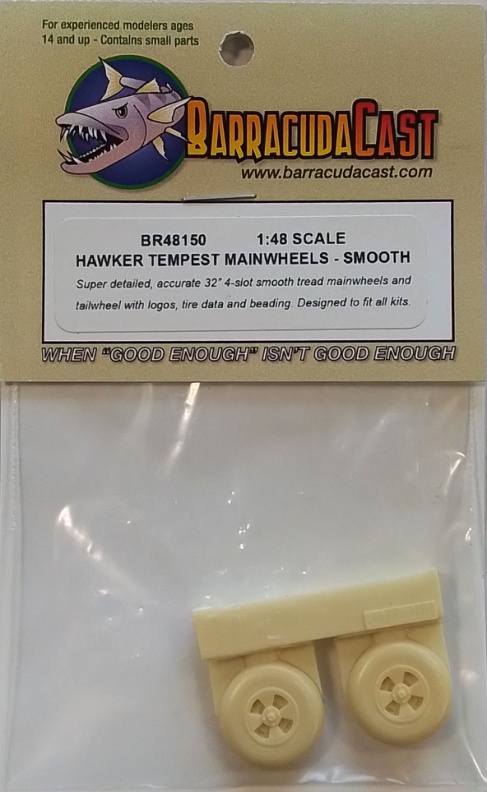 For experienced modelers ages
14 and up - Contains small parts
BARRACUDACAST
www.barracudacast.com
BR48150 1:48 SCALE
HAWKER TEMPEST MAINWHEELS - SMOOTH
Super detailed, accurate 32" 4-slot smooth tread mainwheels and
tailwheel with logos, tire data and beading. Designed to fit all kits.
WHEN "GOOD ENOUGH" ISN'T GOOD ENOUGH